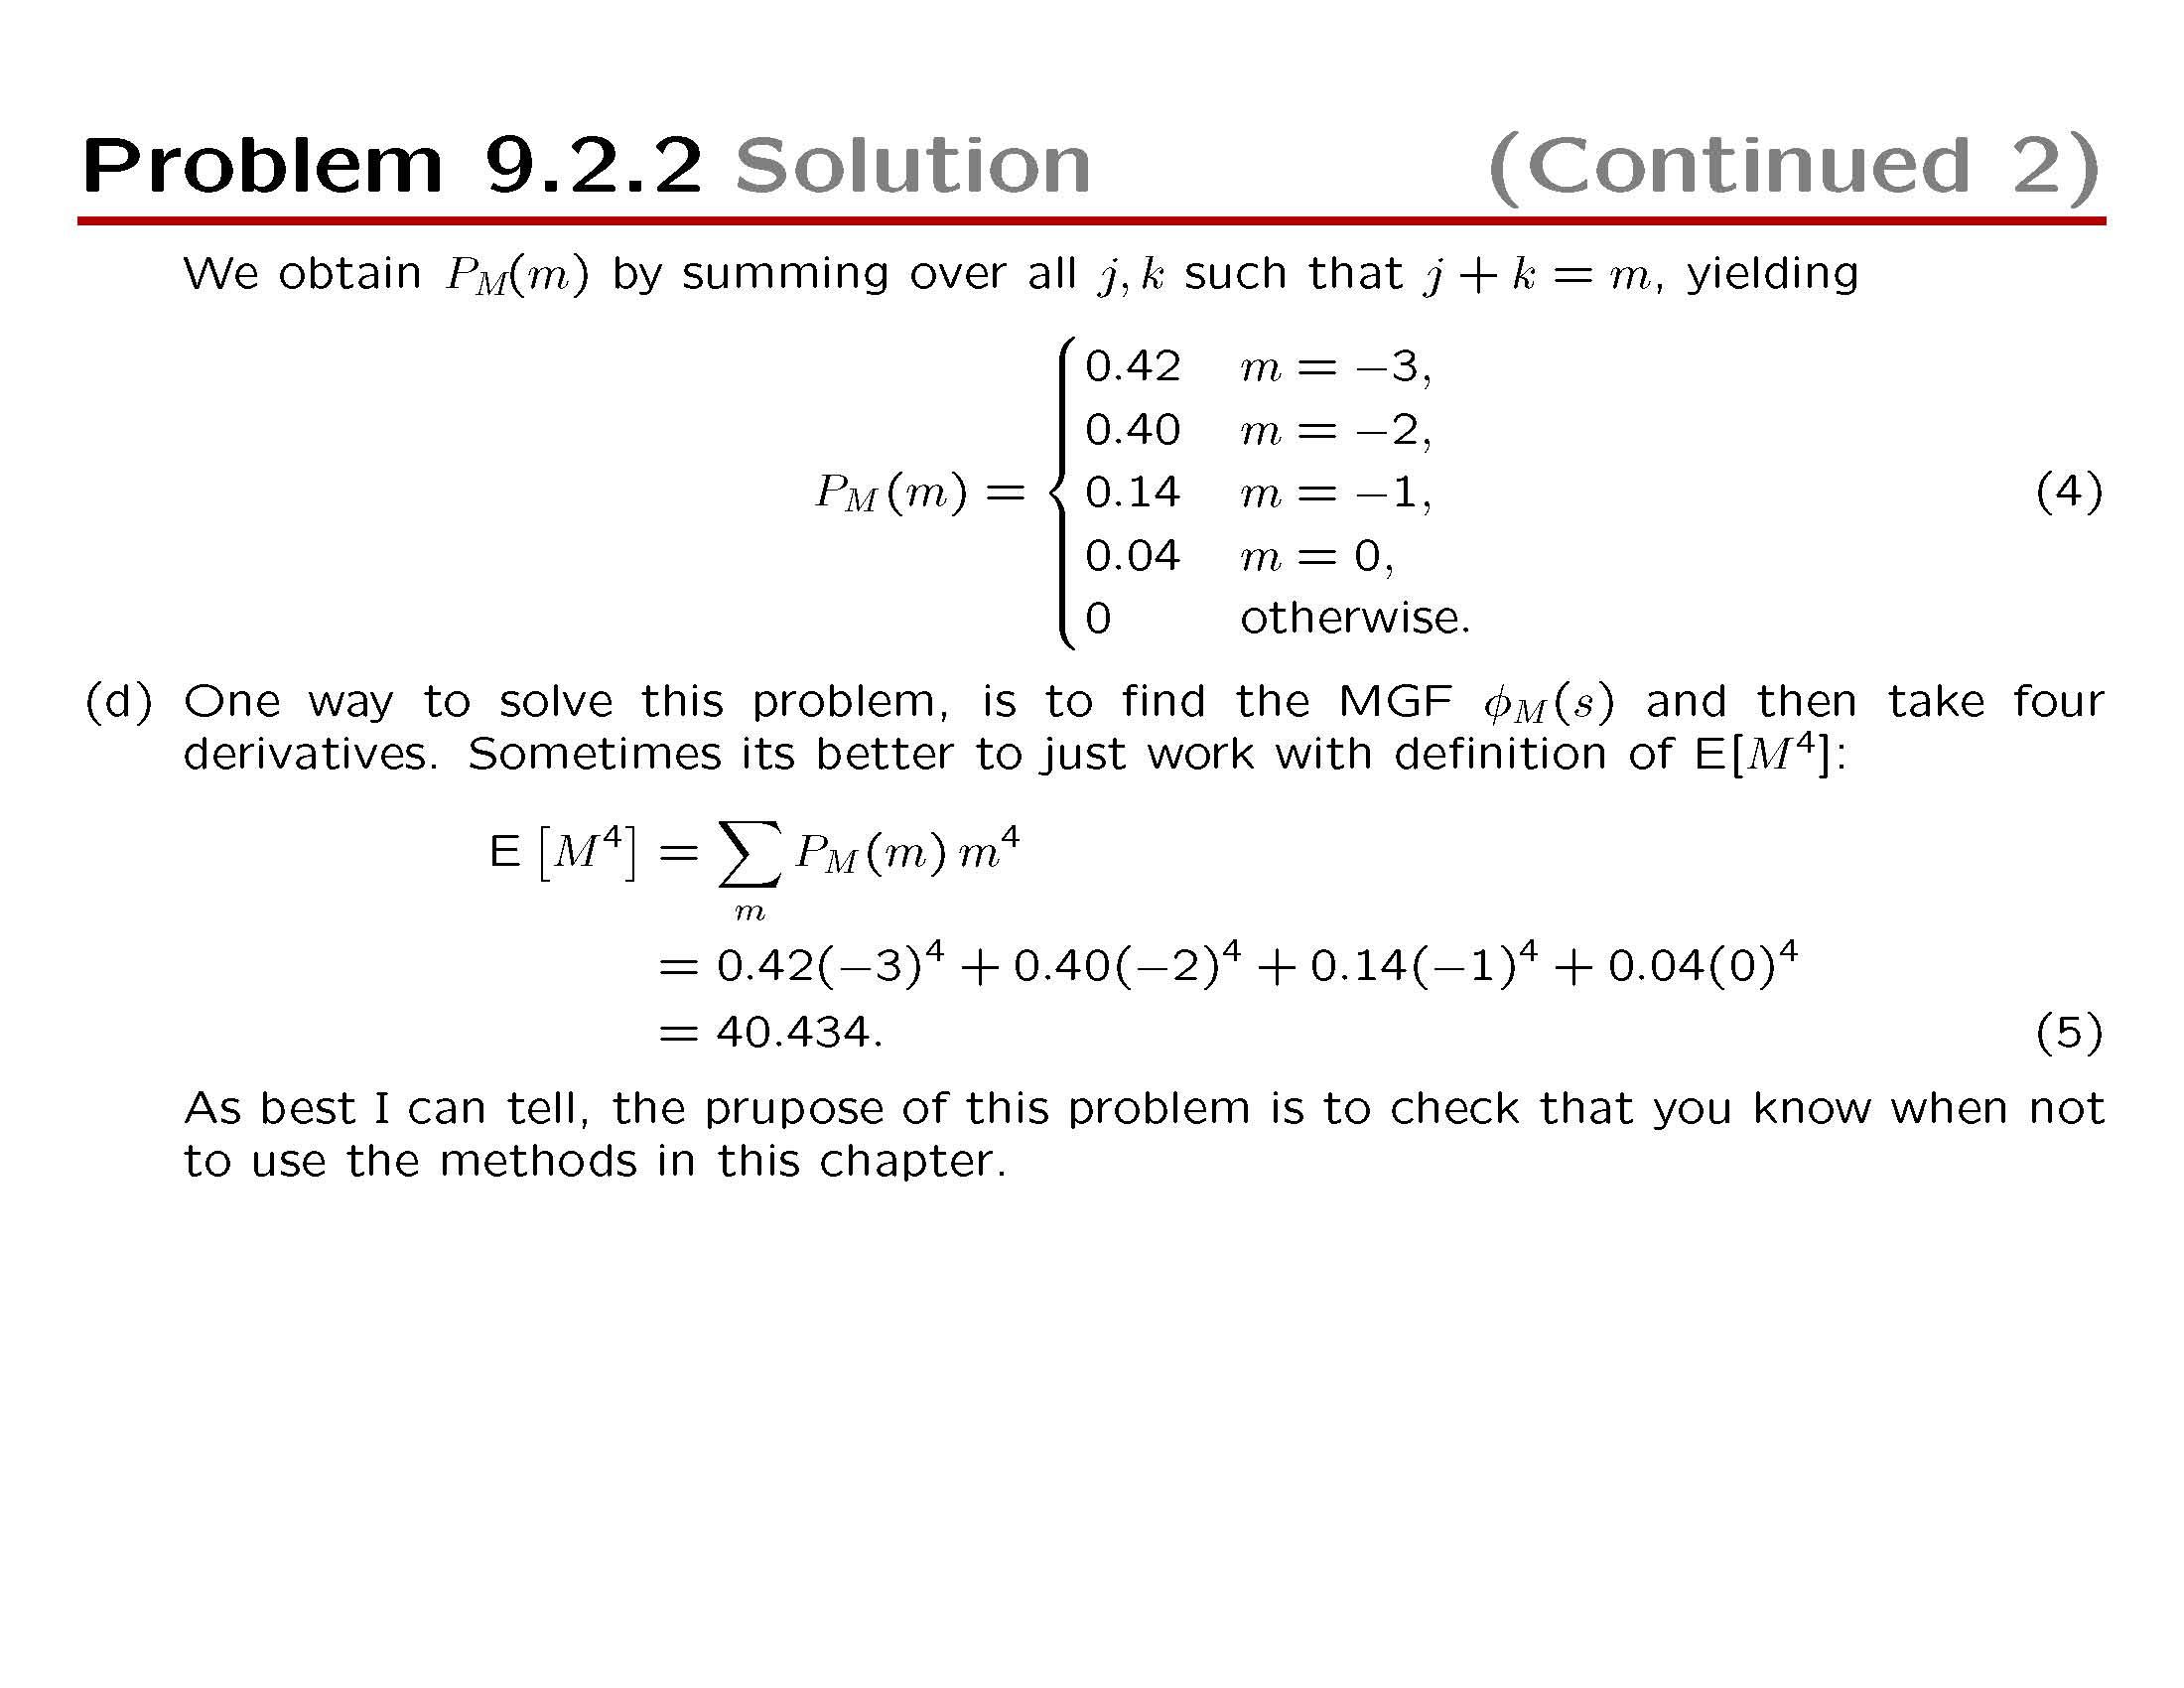 Problem 9.2.2 Solution (Continued 2)
We obtain P_M(m) by summing over all j, k such that j + k = m, yielding
0.42 m = −3,
0.40 m = −2,
P_M(m) = { 0.14 m = −1, (4)
0.04 m = 0,
0 otherwise.
(d) One way to solve this problem, is to find the MGF ϕ_M(s) and then take four
derivatives. Sometimes its better to just work with definition of E[M⁴]:
E [M⁴] = ∑_m P_M(m) m⁴
= 0.42(−3)⁴ + 0.40(−2)⁴ + 0.14(−1)⁴ + 0.04(0)⁴
= 40.434. (5)
As best I can tell, the prupose of this problem is to check that you know when not
to use the methods in this chapter.